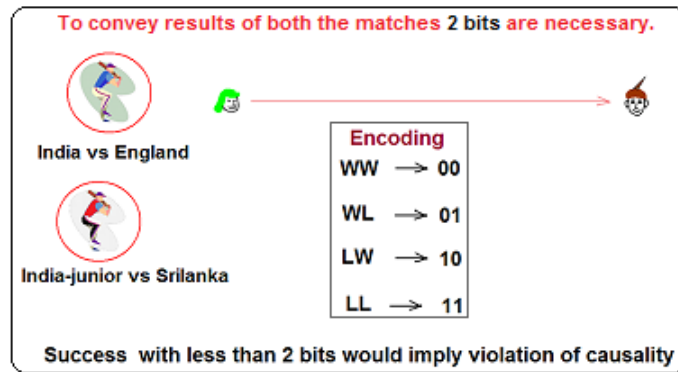 To convey results of both the matches 2 bits are necessary.
India vs England
Encoding
WW → 00
WL → 01
LW → 10
LL → 11
India-junior vs Srilanka
Success with less than 2 bits would imply violation of causality